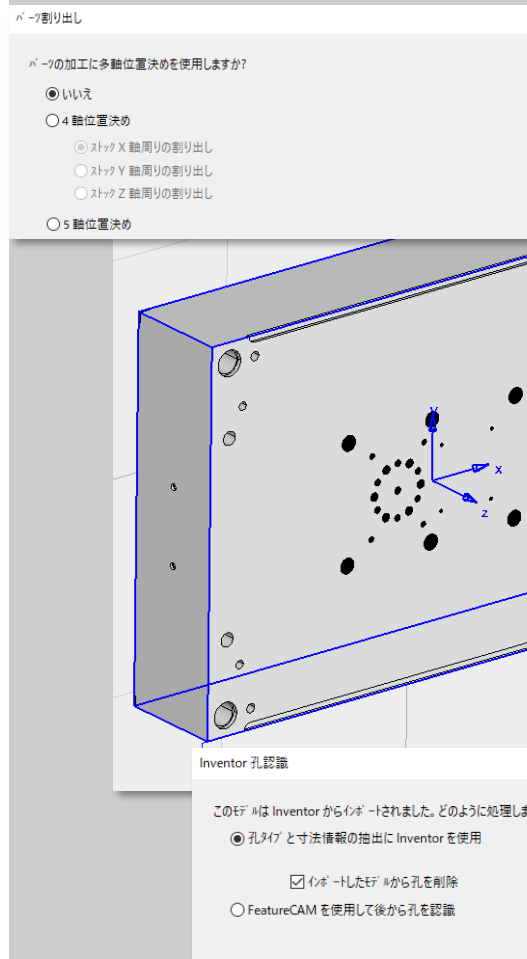 ﾊﾟｰﾂ割り出し
ﾊﾟｰﾂの加工に多軸位置決めを使用しますか?
いいえ
4 軸位置決め
ｽﾄｯｸ X 軸周りの割り出し
ｽﾄｯｸ Y 軸周りの割り出し
ｽﾄｯｸ Z 軸周りの割り出し
5 軸位置決め
Y
X
Z
Inventor 孔認識
このﾓﾃﾞﾙは Inventor からｲﾝﾎﾟｰﾄされました。どのように処理しま
孔ﾀｲﾌﾟと寸法情報の抽出に Inventor を使用
ｲﾝﾎﾟｰﾄしたﾓﾃﾞﾙから孔を削除
FeatureCAM を使用して後から孔を認識